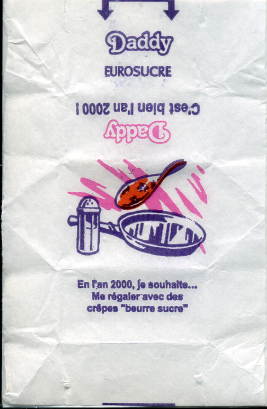 Daddy
EUROSUCRE
C'est bien l'an 2000 !
Daddy
En l'an 2000, je souhaite...
Me régaler avec des
crêpes "beurre sucre"